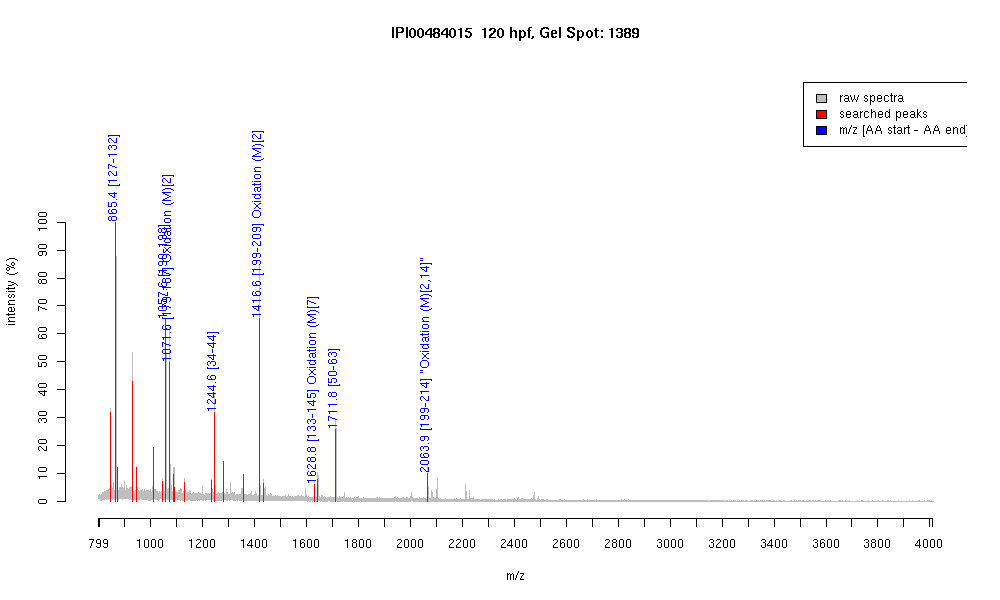 IPI00484015 120 hpf, Gel Spot: 1389
raw spectra
searched peaks
m/z [AA start - AA end]
865.4 [127-132]
1057.6 [190-198]
1071.6 [179-187] Oxidation (M)[2]
1244.6 [34-44]
1416.6 [199-209] Oxidation (M)[2]
1628.8 [133-145] Oxidation (M)[7]
1711.8 [50-63]
2063.9 [199-214] "Oxidation (M)[2,14]"
intensity (%)
100
90
80
70
60
50
40
30
20
10
0
799 1000 1200 1400 1600 1800 2000 2200 2400 2600 2800 3000 3200 3400 3600 3800 4000
m/z